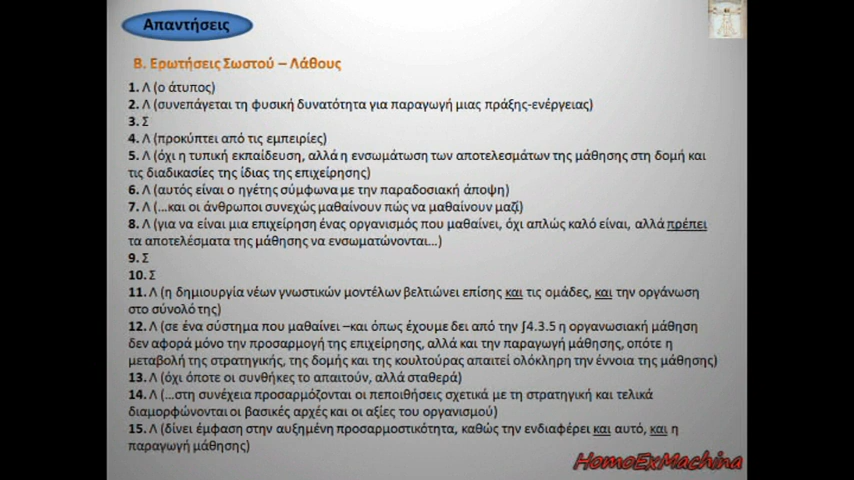 Απαντήσεις
Β. Ερωτήσεις Σωστού – Λάθους
1. Λ (ο άτυπος)
2. Λ (συνεπάγεται τη φυσική δυνατότητα για παραγωγή μιας πράξης-ενέργειας)
3. Σ
4. Λ (προκύπτει από τις εμπειρίες)
5. Λ (όχι η τυπική εκπαίδευση, αλλά η ενσωμάτωση των αποτελεσμάτων της μάθησης στη δομή και
τις διαδικασίες της ίδιας της επιχείρησης)
6. Λ (αυτός είναι ο ηγέτης σύμφωνα με την παραδοσιακή άποψη)
7. Λ (…και οι άνθρωποι συνεχώς μαθαίνουν πώς να μαθαίνουν μαζί)
8. Λ (για να είναι μια επιχείρηση ένας οργανισμός που μαθαίνει, όχι απλώς καλό είναι, αλλά πρέπει
τα αποτελέσματα της μάθησης να ενσωματώνονται…)
9. Σ
10. Σ
11. Λ (η δημιουργία νέων γνωστικών μοντέλων βελτιώνει επίσης και τις ομάδες, και την οργάνωση
στο σύνολό της)
12. Λ (σε ένα σύστημα που μαθαίνει –και όπως έχουμε δει από την ∫4.3.5 η οργανωσιακή μάθηση
δεν αφορά μόνο την προσαρμογή της επιχείρησης, αλλά και την παραγωγή μάθησης, οπότε η
μεταβολή της στρατηγικής, της δομής και της κουλτούρας απαιτεί ολόκληρη την έννοια της μάθησης)
13. Λ (όχι όποτε οι συνθήκες το απαιτούν, αλλά σταθερά)
14. Λ (…στη συνέχεια προσαρμόζονται οι πεποιθήσεις σχετικά με τη στρατηγική και τελικά
διαμορφώνονται οι βασικές αρχές και οι αξίες του οργανισμού)
15. Λ (δίνει έμφαση στην αυξημένη προσαρμοστικότητα, καθώς την ενδιαφέρει και αυτό, και η
παραγωγή μάθησης)
HomoExMachina